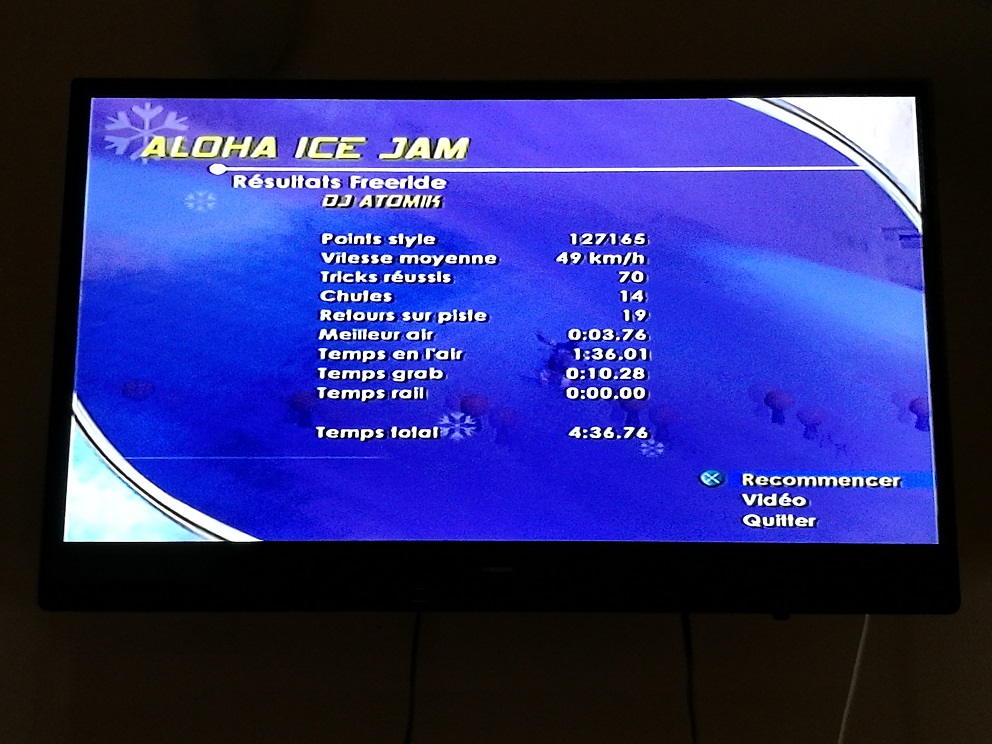 ALOHA ICE JAM
Résultats Freeride
DJ ATOMIK
Points style 127165
Vitesse moyenne 49 km/h
Tricks réussis 70
Chutes 14
Retours sur piste 19
Meilleur air 0:03.76
Temps en l'air 1:36.01
Temps grab 0:10.28
Temps rail 0:00.00
Temps total 4:36.76
Recommencer
Vidéo
Quitter